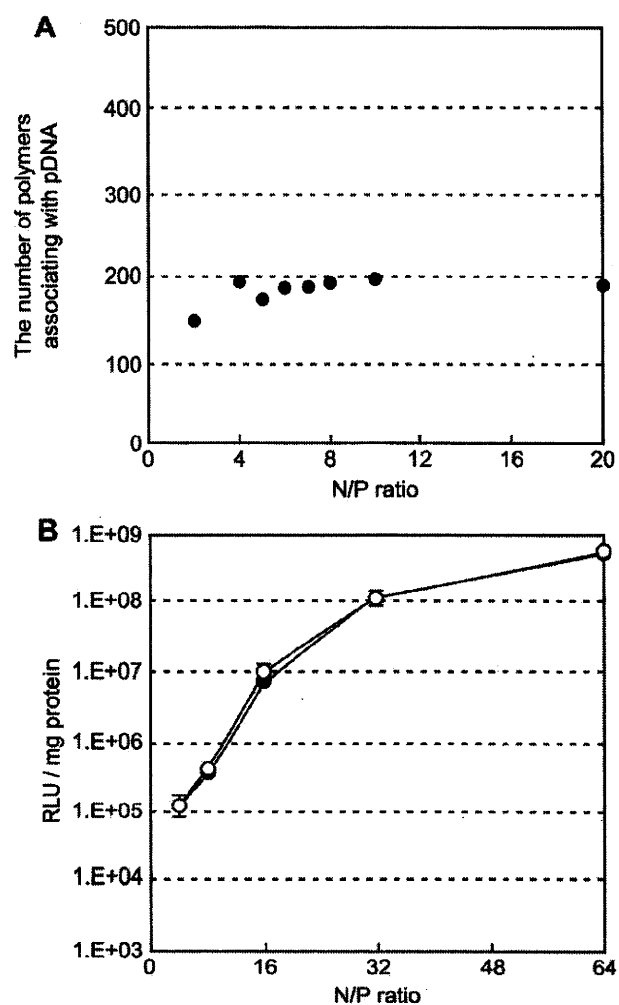 A
The number of polymers
associating with pDNA
500
400
300
200
100
0
0 4 8 12 16 20
N/P ratio
B
RLU / mg protein
1.E+09
1.E+08
1.E+07
1.E+06
1.E+05
1.E+04
1.E+03
0 16 32 48 64
N/P ratio